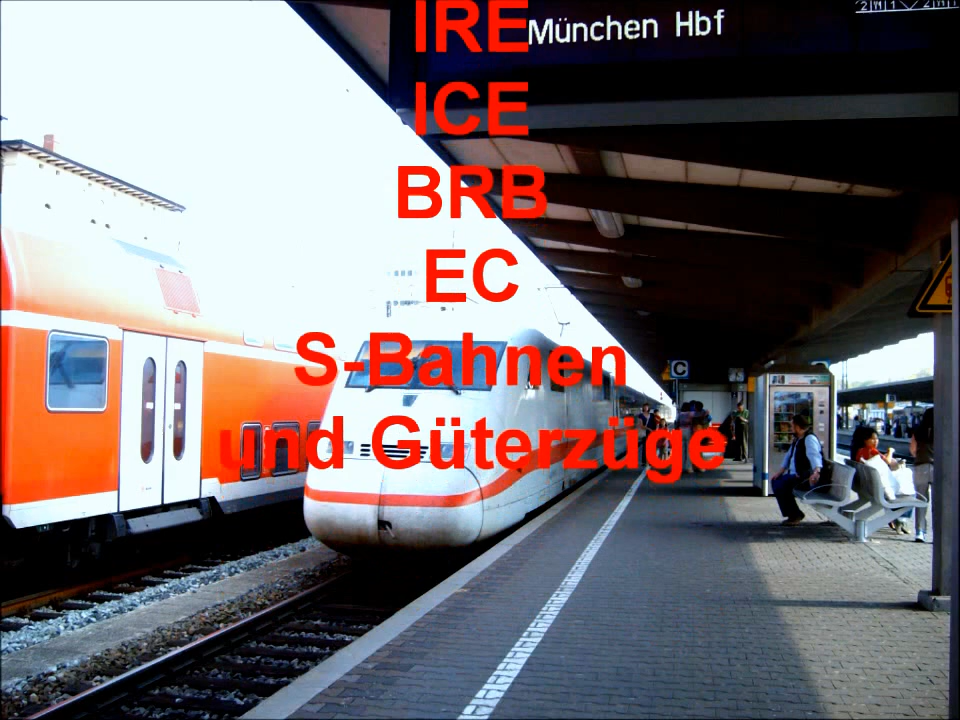 IRE
München Hbf
ICE
BRB
EC
S-Bahnen
C
und Güterzüge